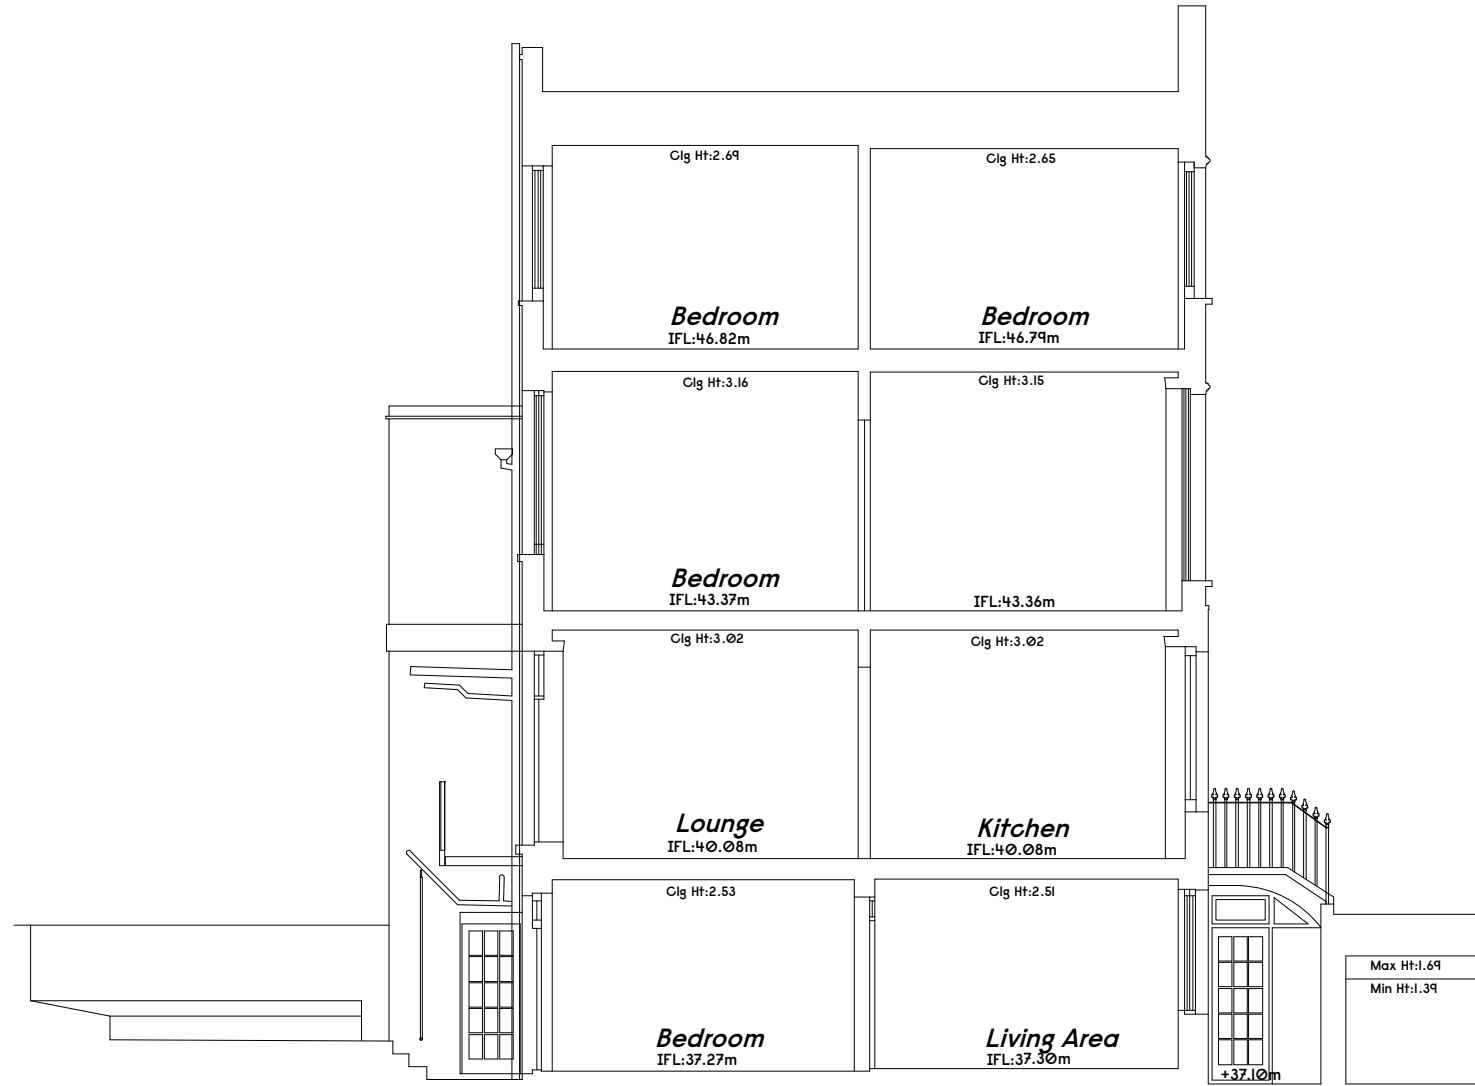 Clg Ht:2.69
Clg Ht:2.65
Bedroom
IFL:46.82m
Bedroom
IFL:46.79m
Clg Ht:3.16
Clg Ht:3.15
Bedroom
IFL:43.37m
IFL:43.36m
Clg Ht:3.02
Clg Ht:3.02
Lounge
IFL:40.08m
Kitchen
IFL:40.08m
Clg Ht:2.53
Clg Ht:2.51
Max Ht:1.69
Min Ht:1.39
Bedroom
IFL:37.27m
Living Area
IFL:37.30m
+37.10m